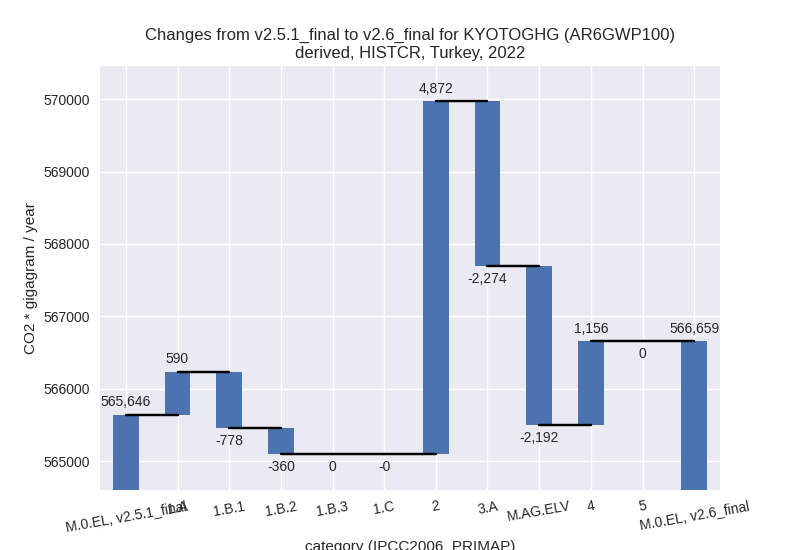 Changes from v2.5.1_final to v2.6_final for KYOTOGHG (AR6GWP100)
derived, HISTCR, Turkey, 2022
CO2 * gigagram / year
570000
569000
568000
567000
566000
565000
565,646
590
-778
-360
0
-0
4,872
-2,274
-2,192
1,156
0
566,659
M.0.EL, v2.5.1_final
1.A
1.B.1
1.B.2
1.B.3
1.C
2
3.A
M.AG.ELV
4
5
M.0.EL, v2.6_final
category (IPCC2006_PRIMAP)